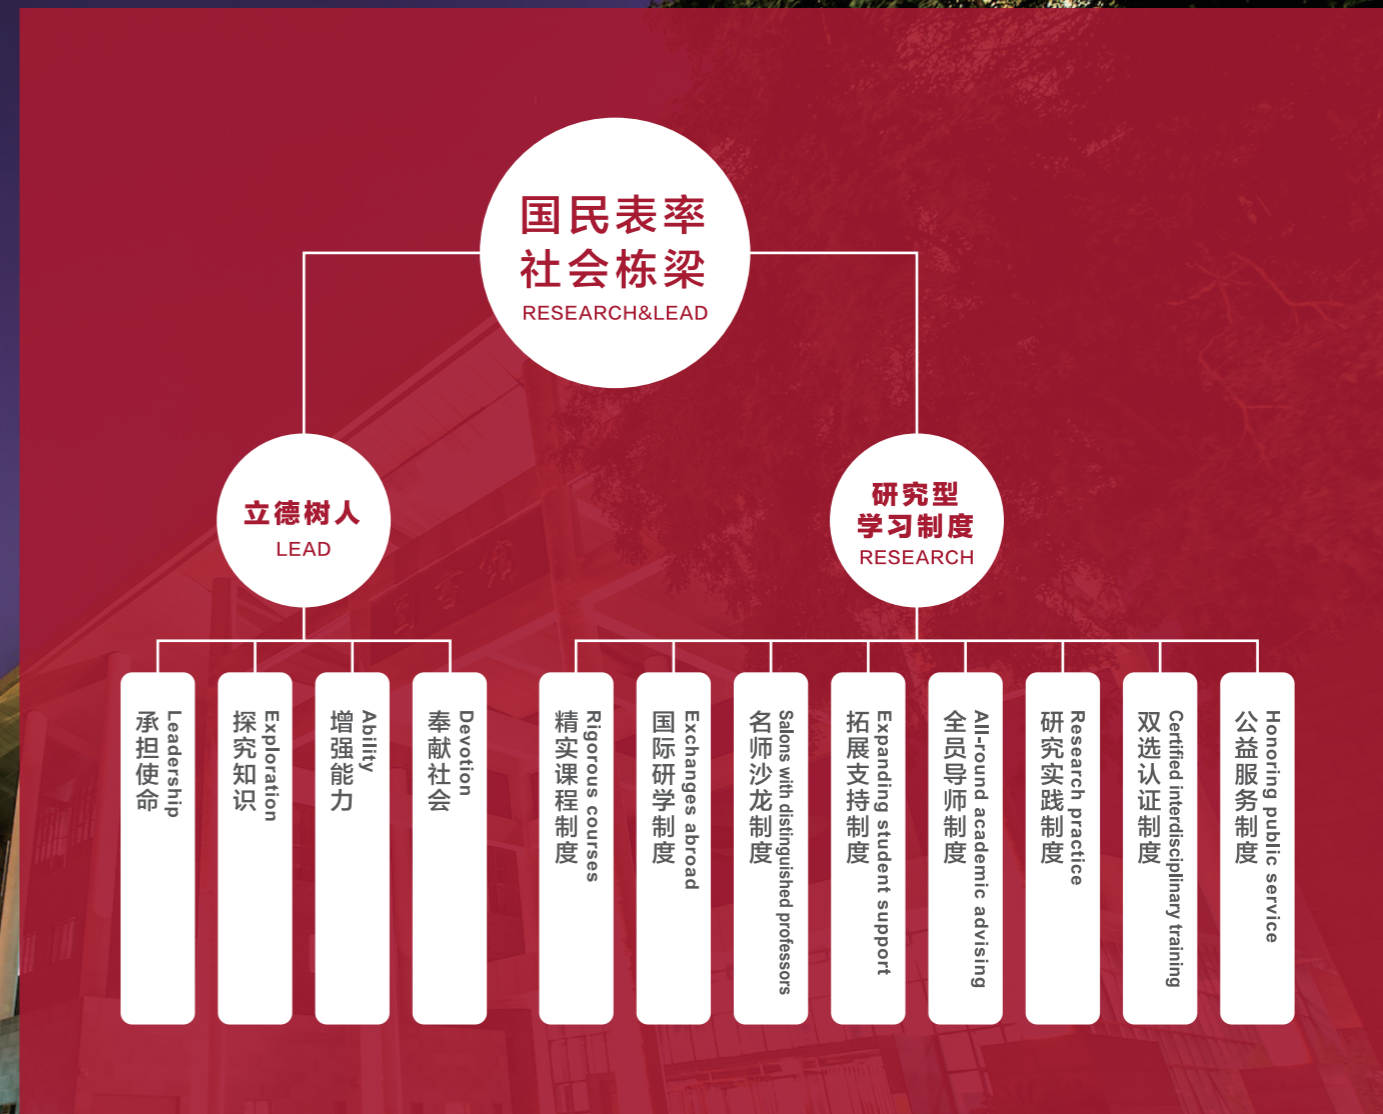 国民表率
社会栋梁
RESEARCH&LEAD
立德树人
LEAD
研究型
学习制度
RESEARCH
承担使命
Leadership
探究知识
Exploration
增强能力
Ability
奉献社会
Devotion
精实课程制度
Rigorous courses
国际研学制度
Exchanges abroad
名师沙龙制度
Salons with distinguished professors
拓展支持制度
Expanding student support
全员导师制度
All-round academic advising
研究实践制度
Research practice
双选认证制度
Certified interdisciplinary training
公益服务制度
Honoring public service